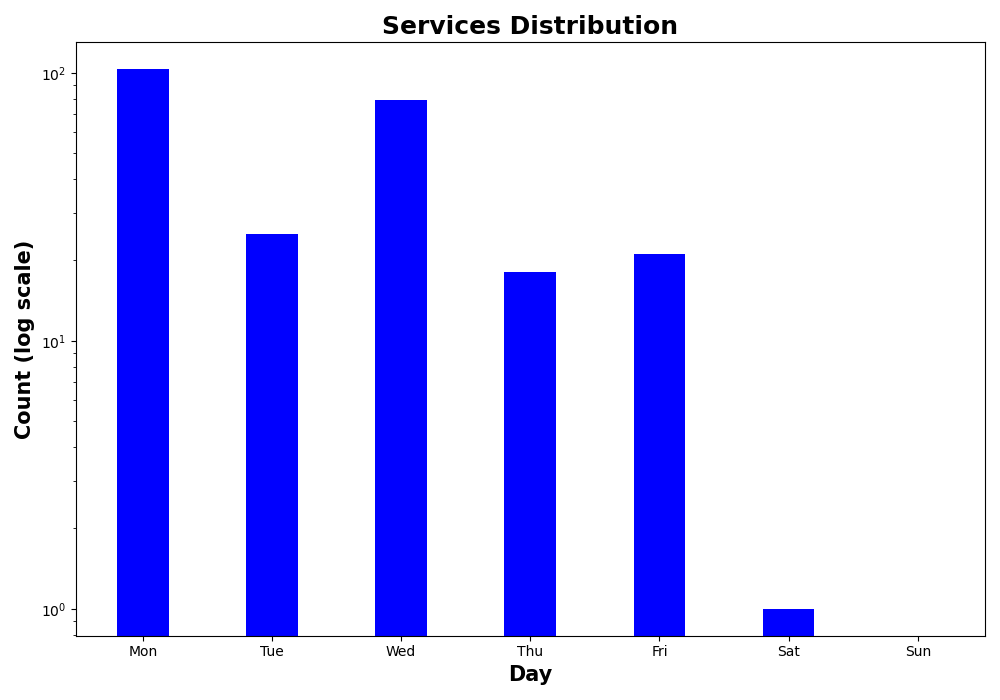 Services Distribution
Count (log scale)
10²
10¹
10⁰
Mon Tue Wed Thu Fri Sat Sun
Day